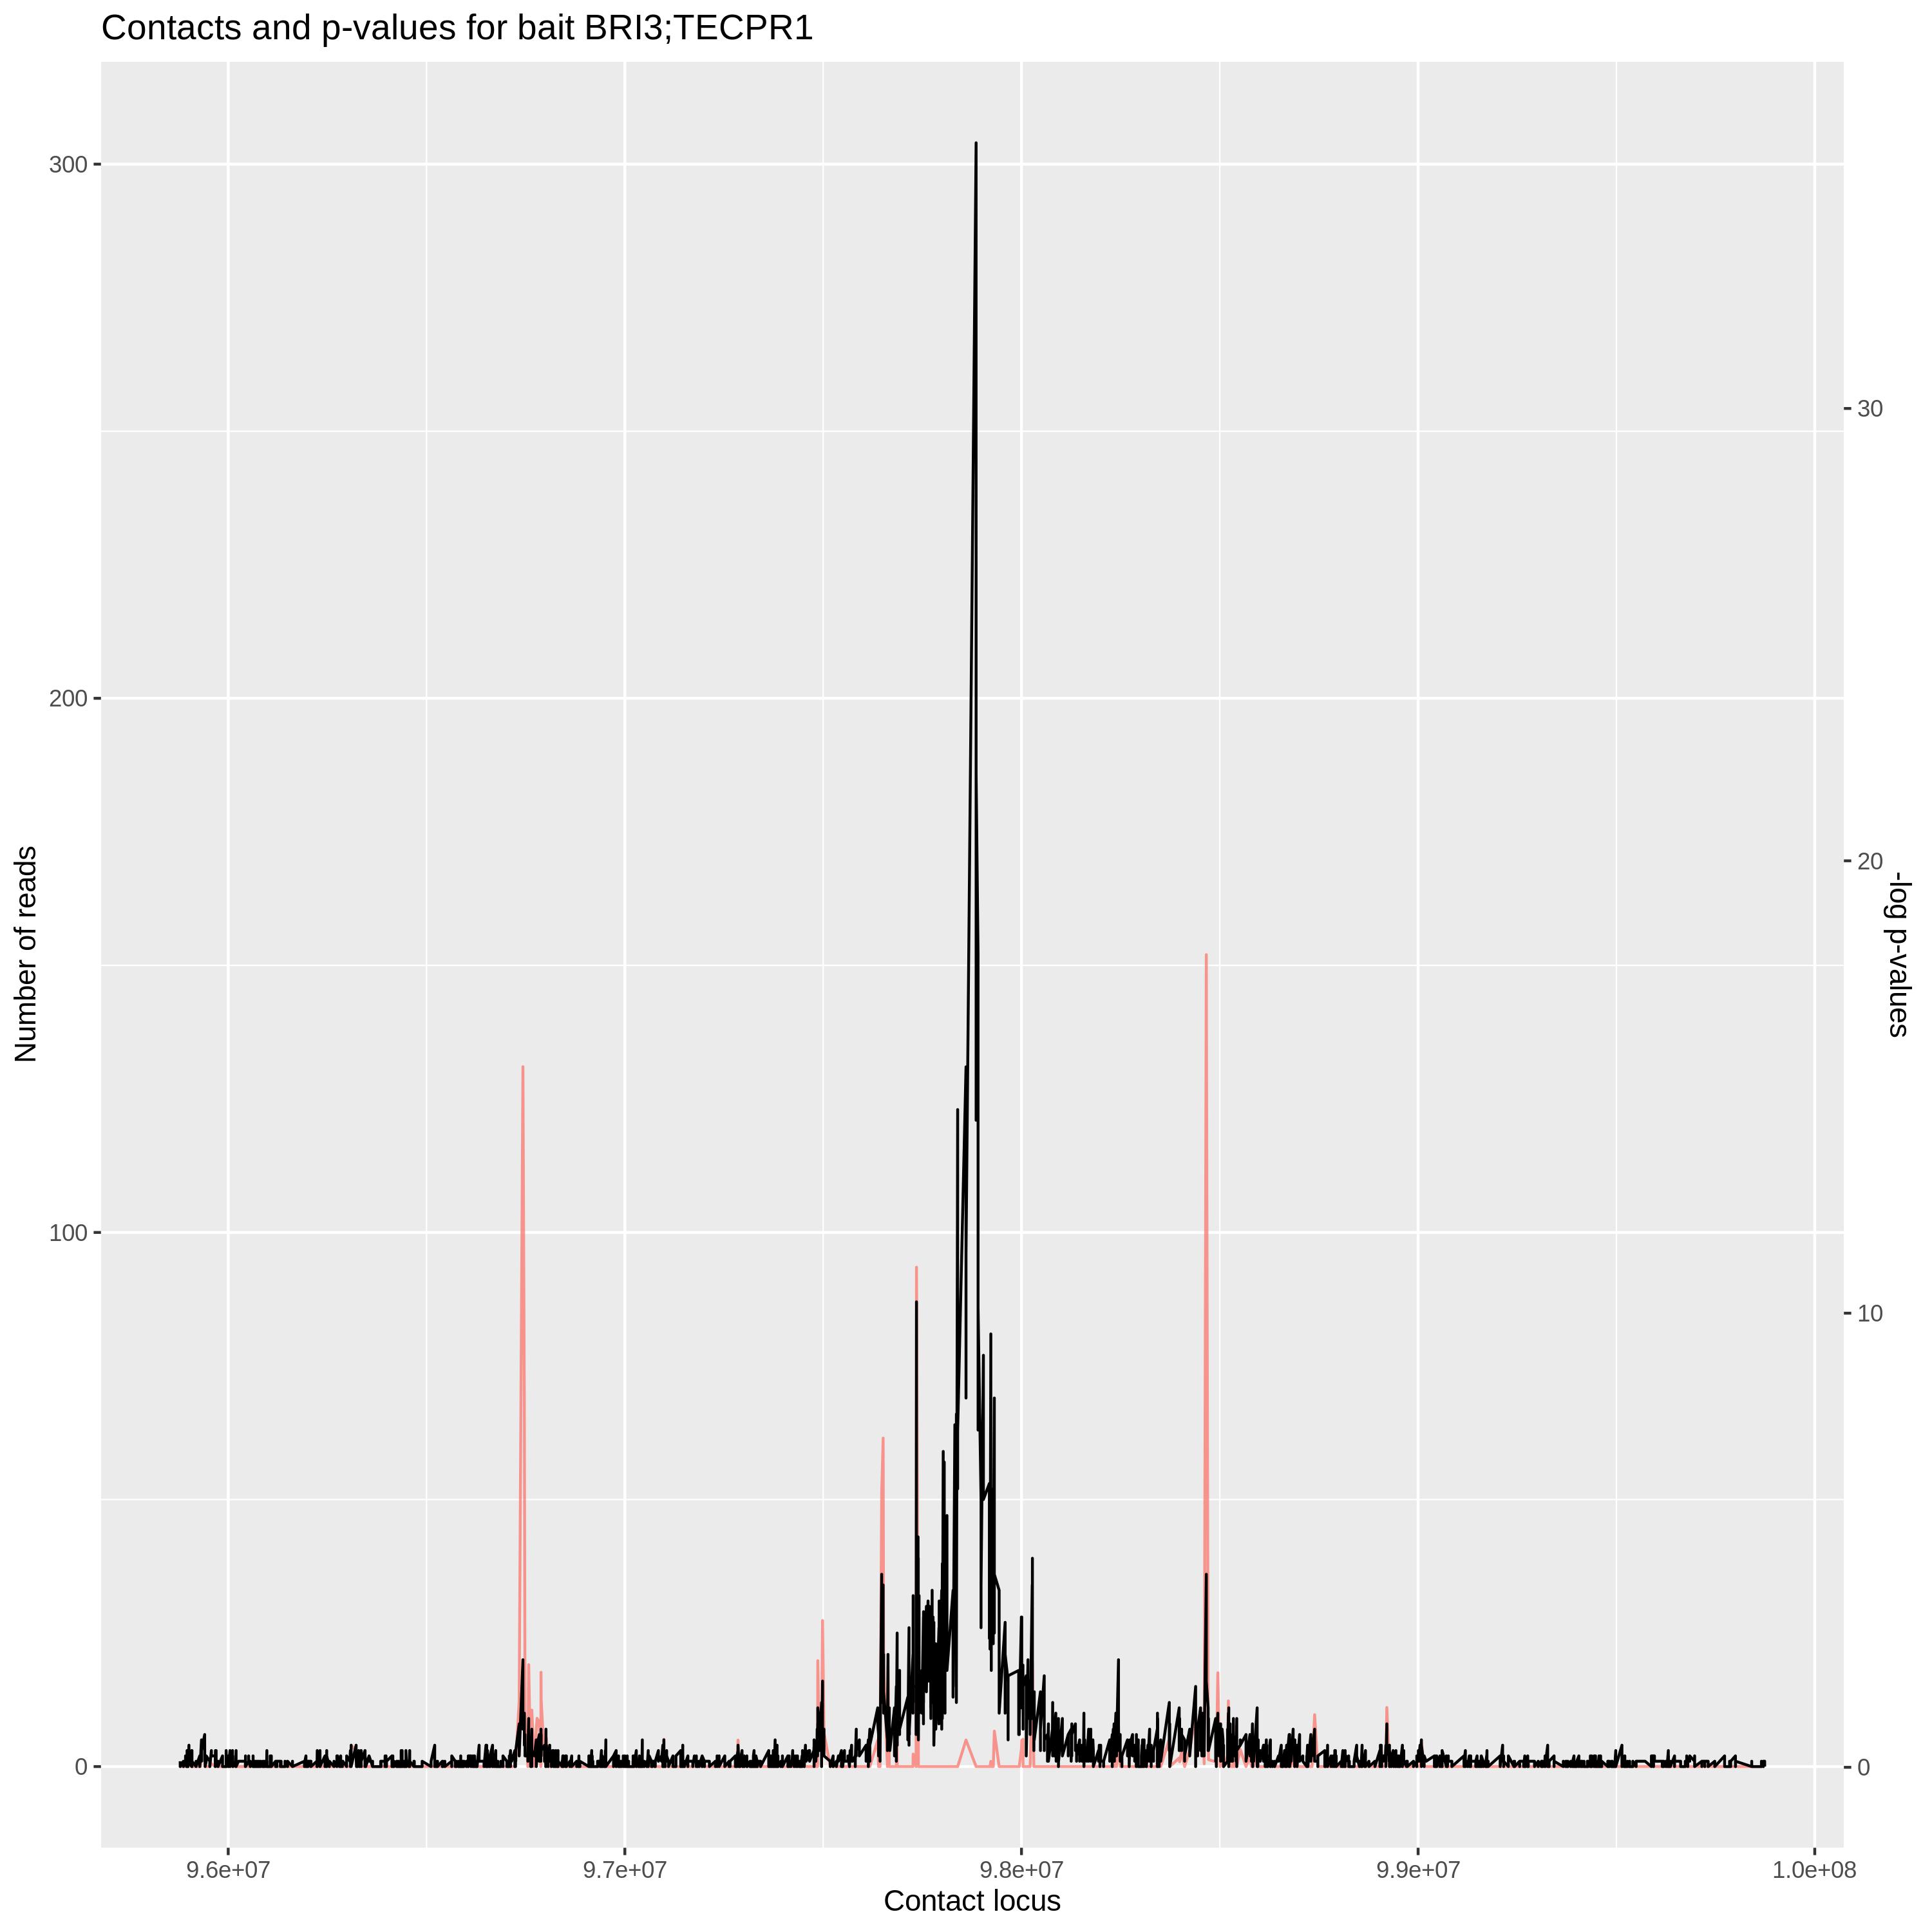 Contacts and p-values for bait BRI3;TECPR1
300
200
100
0
30
20
10
0
Number of reads
-log p-values
9.6e+07 9.7e+07 9.8e+07 9.9e+07 1.0e+08
Contact locus